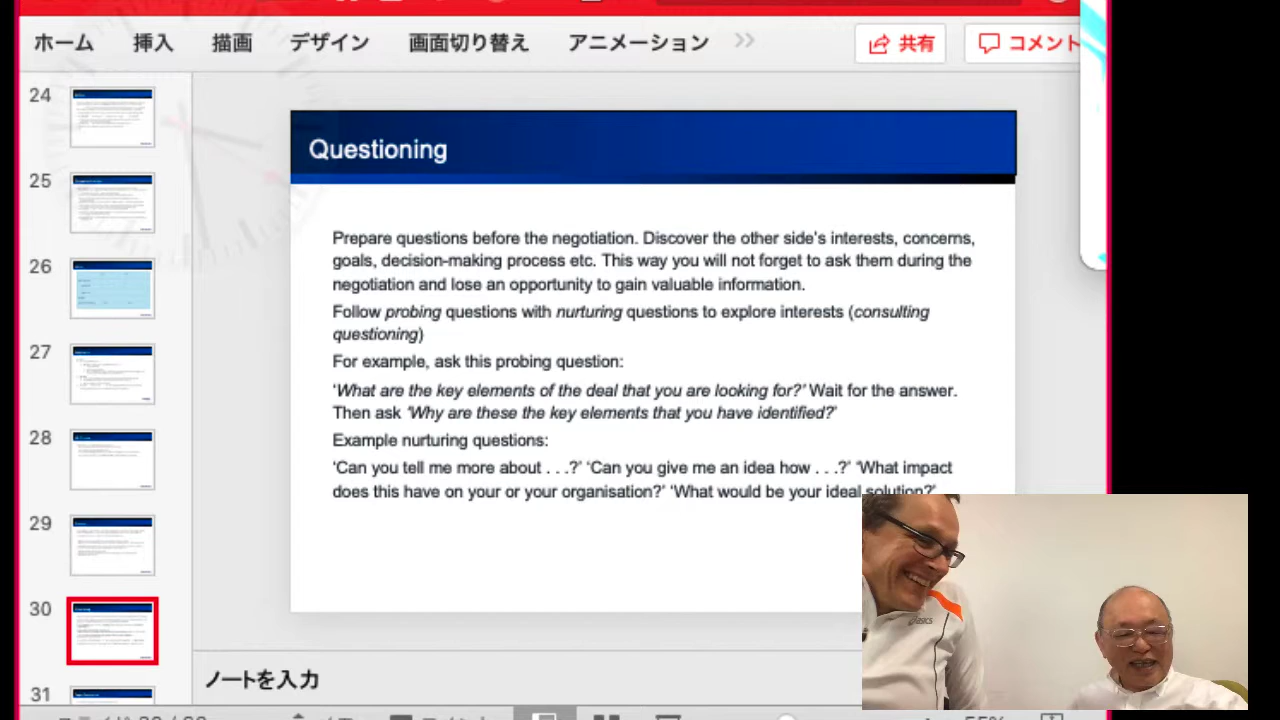 ホーム 挿入 描画 デザイン 画面切り替え アニメーション >> 共有 コメント
24
25
26
27
28
29
30
31
Questioning
Prepare questions before the negotiation. Discover the other side's interests, concerns,
goals, decision-making process etc. This way you will not forget to ask them during the
negotiation and lose an opportunity to gain valuable information.
Follow probing questions with nurturing questions to explore interests (consulting
questioning)
For example, ask this probing question:
'What are the key elements of the deal that you are looking for?' Wait for the answer.
Then ask 'Why are these the key elements that you have identified?'
Example nurturing questions:
'Can you tell me more about . . .?' 'Can you give me an idea how . . .?' 'What impact
does this have on your or your organisation?' 'What would be your ideal solution?'
ノートを入力
asics
55%